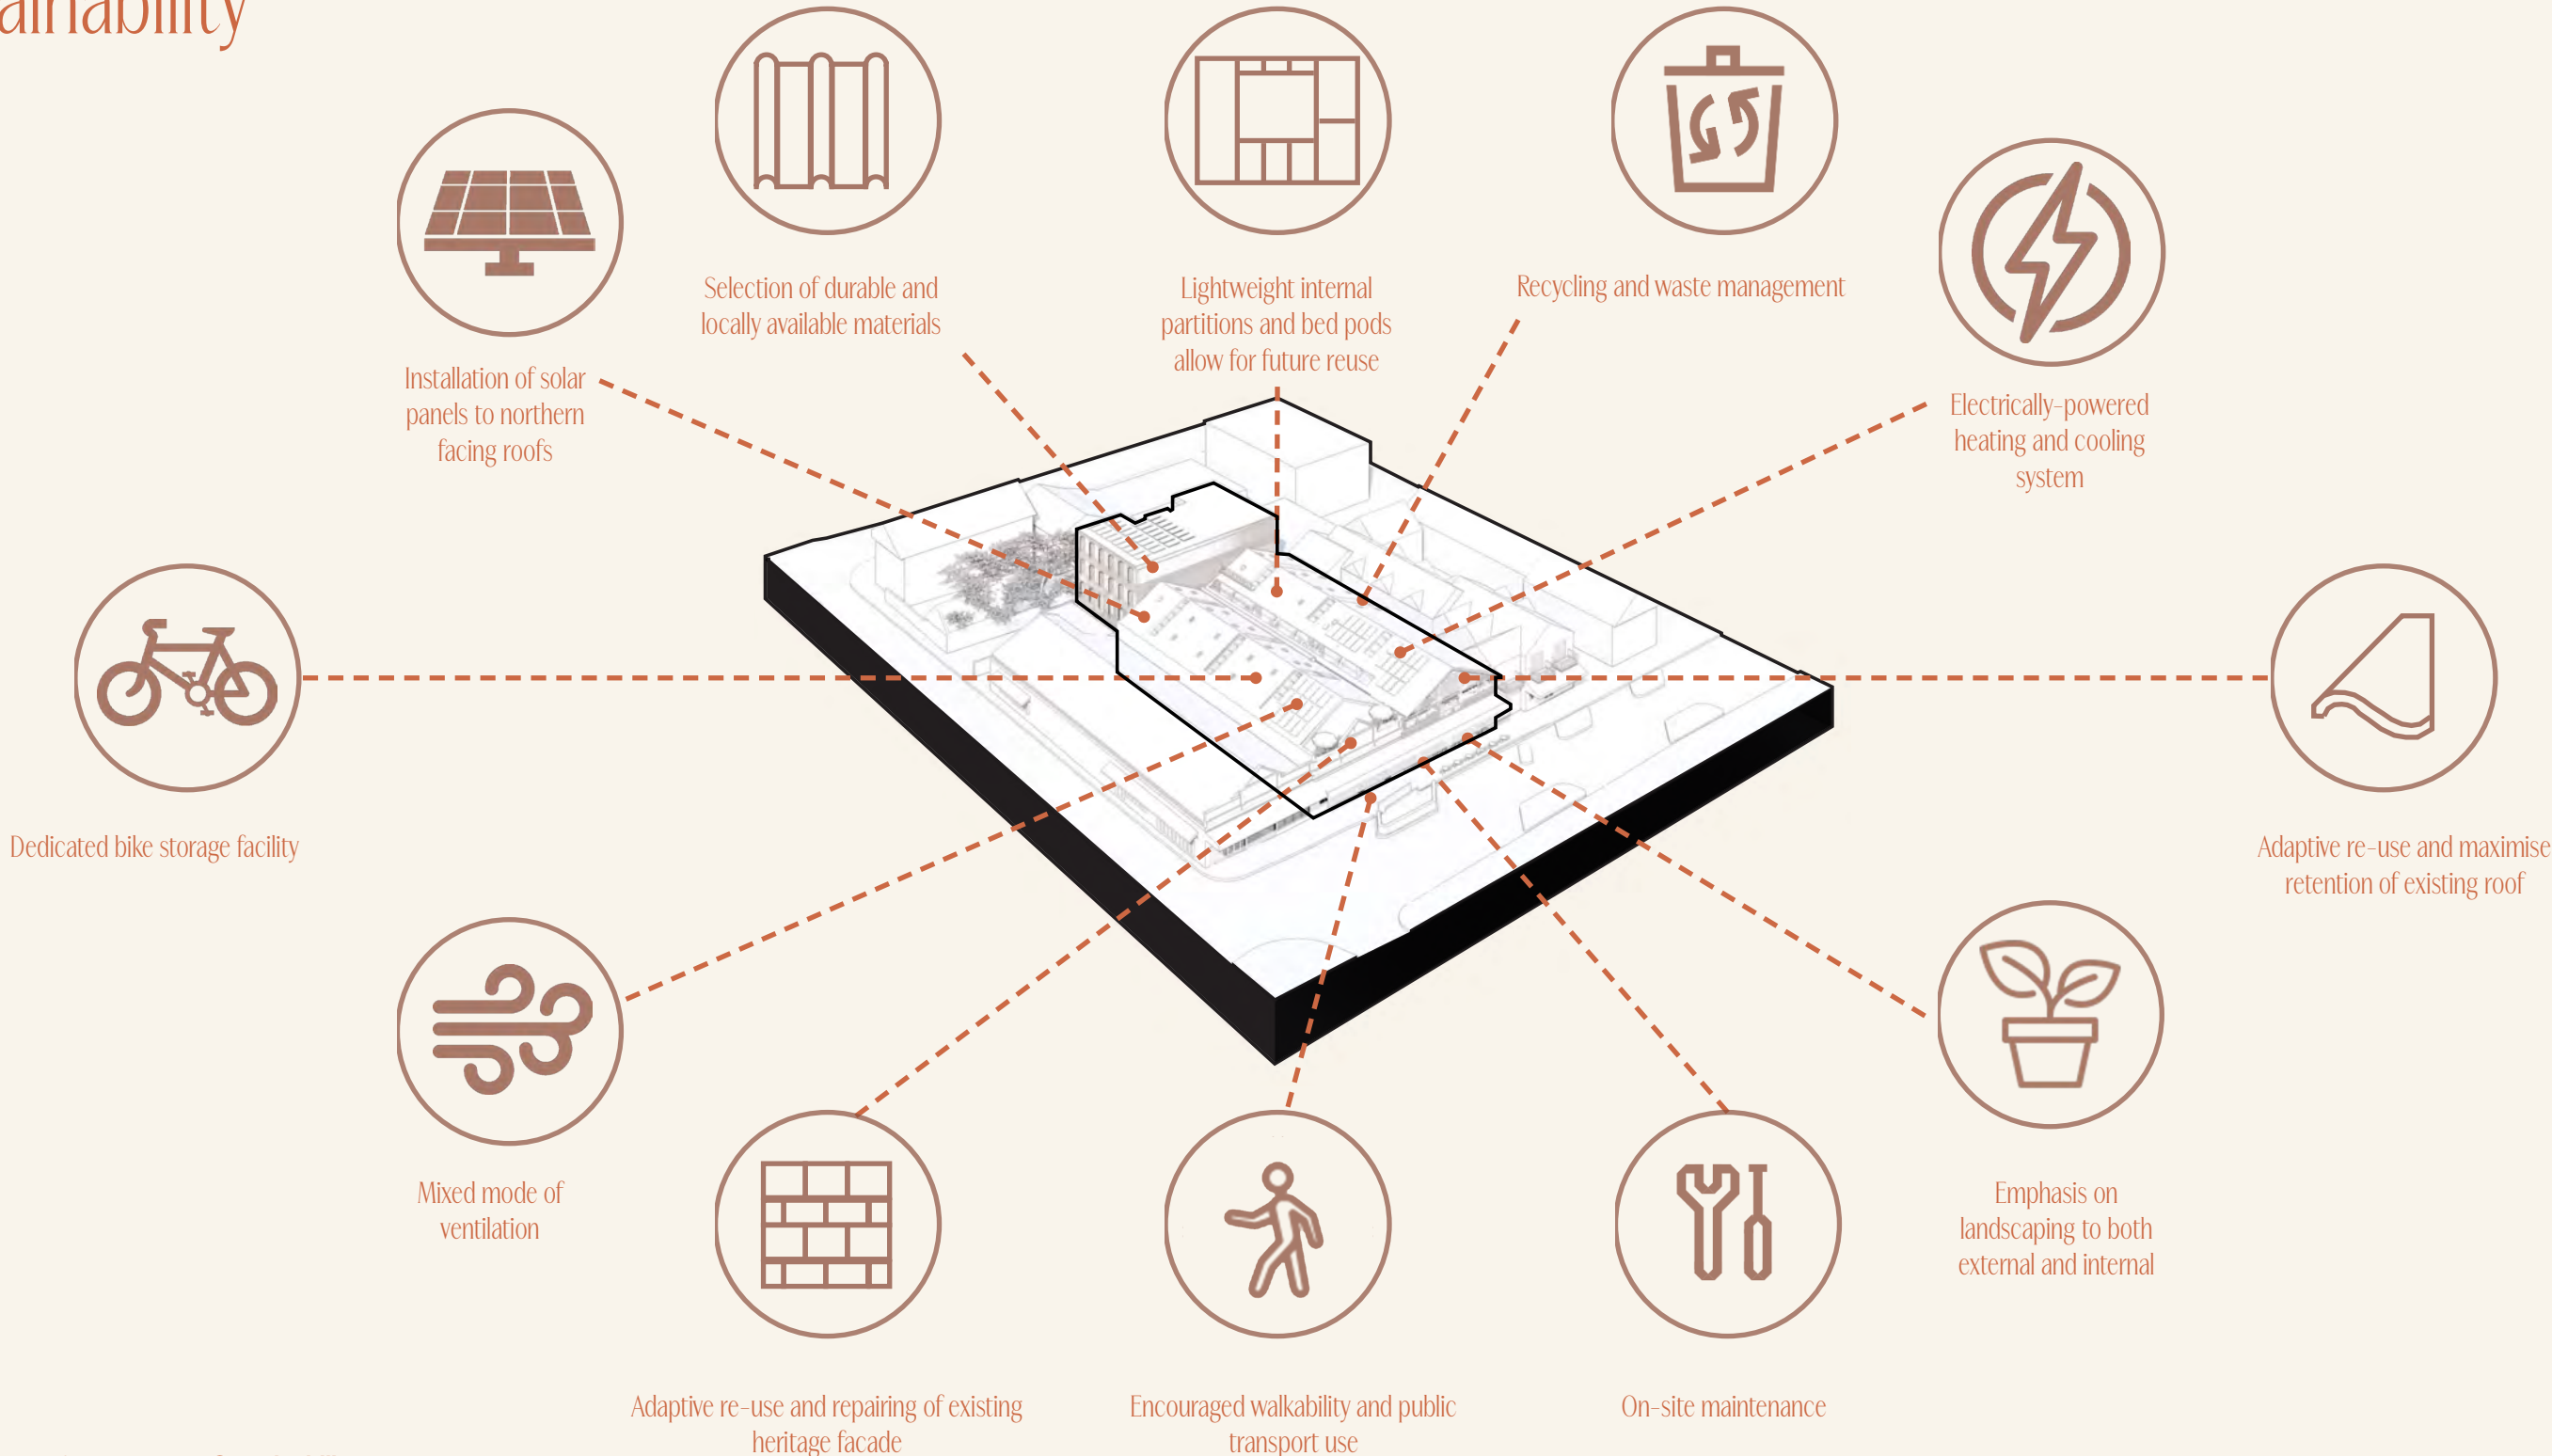 Selection of durable and
locally available materials
Lightweight internal
partitions and bed pods
allow for future reuse
Recycling and waste management
Installation of solar
panels to northern
facing roofs
Electrically-powered
heating and cooling
system
Dedicated bike storage facility
Adaptive re-use and maximise
retention of existing roof
Mixed mode of
ventilation
Emphasis on
landscaping to both
external and internal
Adaptive re-use and repairing of existing
heritage facade
Encouraged walkability and public
transport use
On-site maintenance